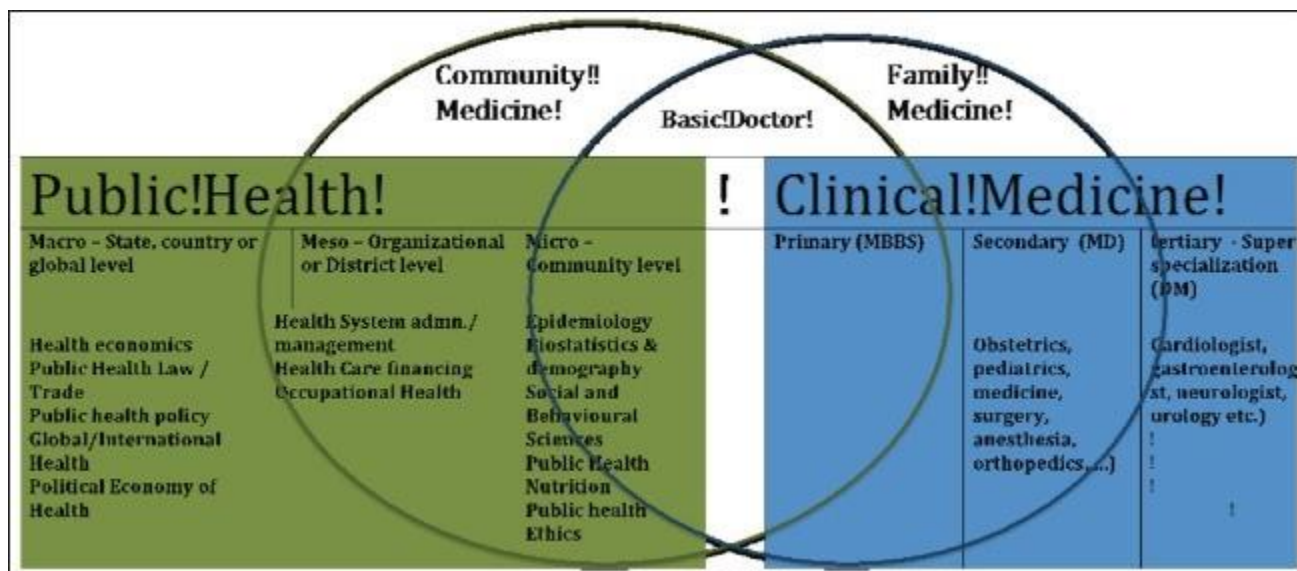 Community!!
Medicine!
Basic!Doctor!
Family!!
Medicine!
Public!Health!
!
Clinical!Medicine!
Macro – State, country or
global level
Health economics
Public Health Law /
Trade
Public health policy
Global/International
Health
Political Economy of
Health
Meso – Organizational
or District level
Health System admn./
management
Health Care financing
Occupational Health
Micro –
Community level
Epidemiology
Biostatistics &
demography
Social and
Behavioural
Sciences
Public Health
Nutrition
Public health
Ethics
Primary (MBBS)
Secondary (MD)
Obstetrics,
pediatrics,
medicine,
surgery,
anesthesia,
orthopedics,...)
tertiary - Super
specialization
(DM)
Cardiologist,
gastroenterolog
st, neurologist,
urology etc.)
!
!
!
!